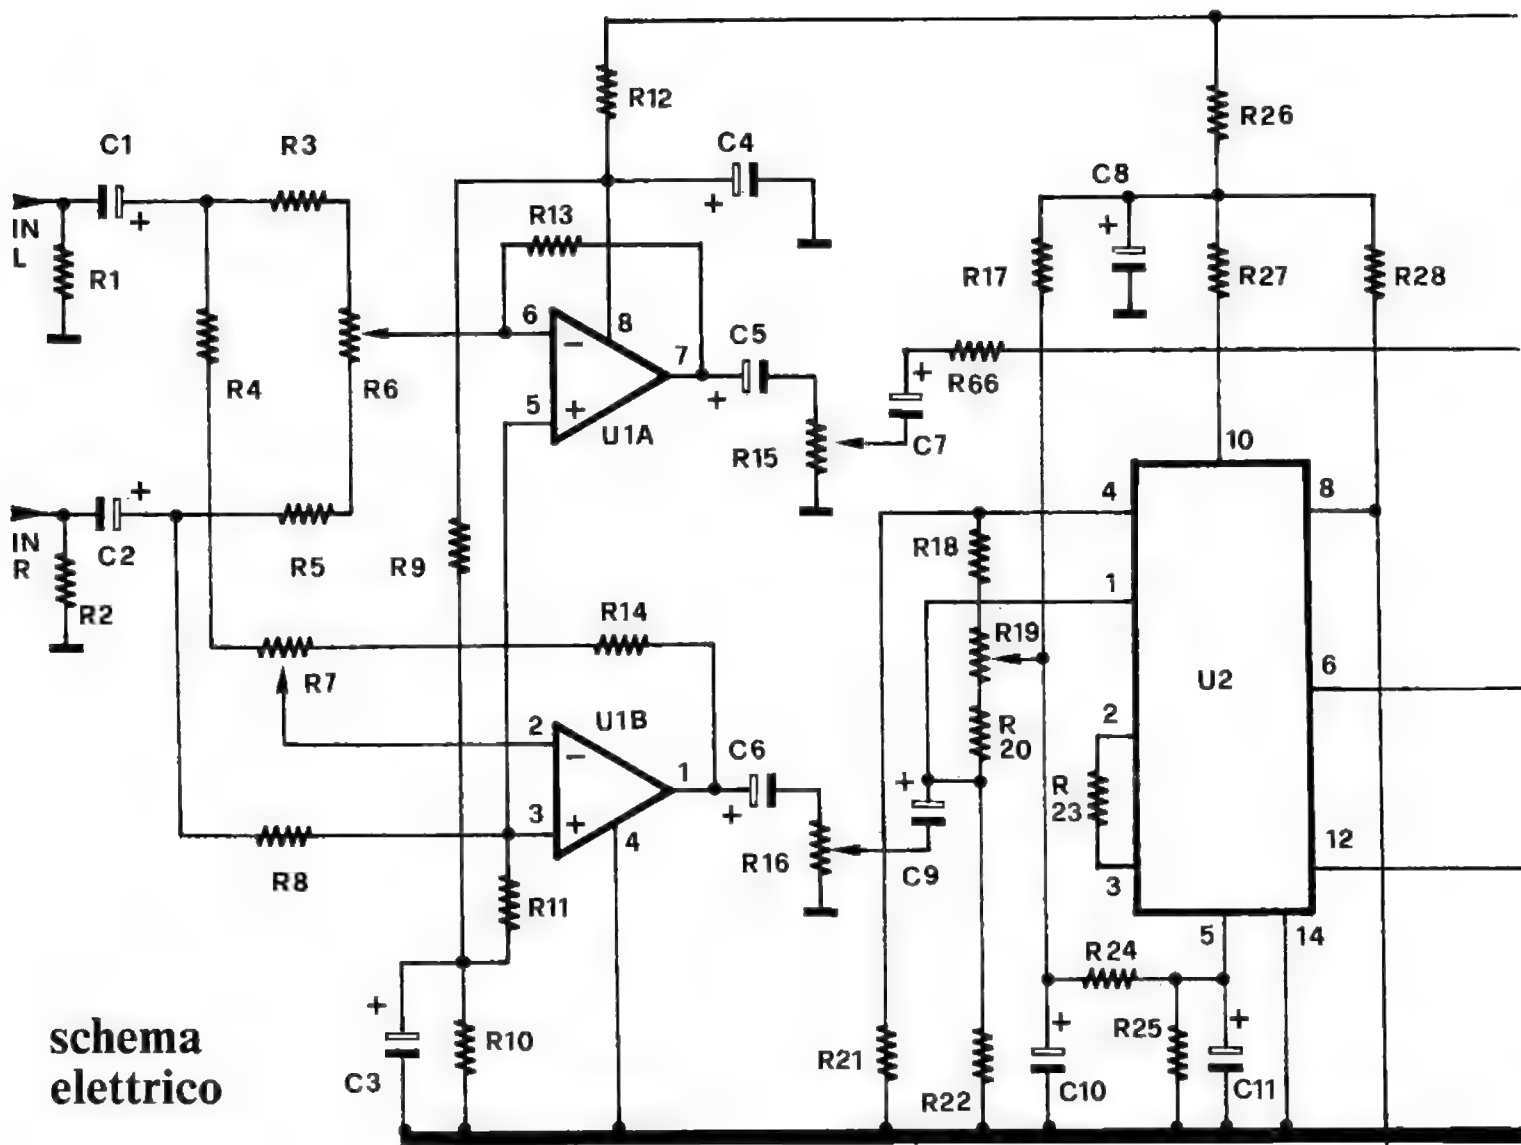 R12
R26
C1
R3
C4
C8
+
+
+
IN
L
R13
R1
R17
R27
R28
6
8
C5
−
7
+
R4
R6
R66
5
+
+
U1A
C7
R15
10
4
8
+
IN
R
C2
R5
R9
R18
1
R2
R14
R19
6
R7
U1B
U2
2
C6
2
R
20
−
1
+
+
R
23
3
+
4
12
R16
C9
3
R8
R11
5
14
R24
+
+
+
R10
R25
schema
elettrico
C3
R21
R22
C10
C11